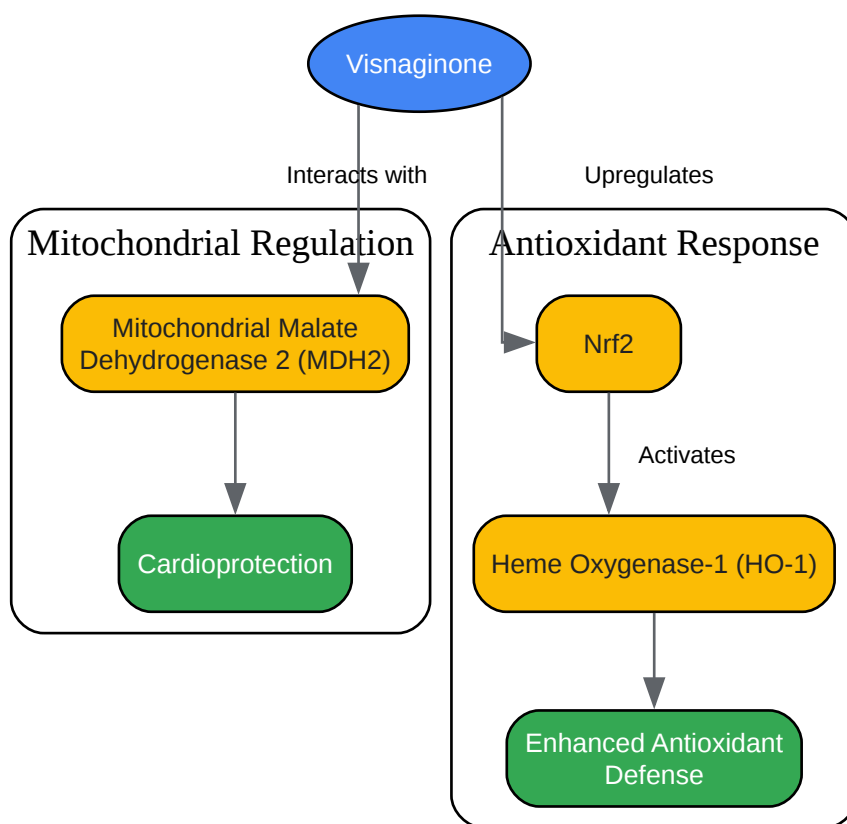 Visnaginone
Interacts with
Upregulates
Mitochondrial Regulation
Antioxidant Response
Mitochondrial Malate
Dehydrogenase 2 (MDH2)
Nrf2
Activates
Cardioprotection
Heme Oxygenase-1 (HO-1)
Enhanced Antioxidant
Defense